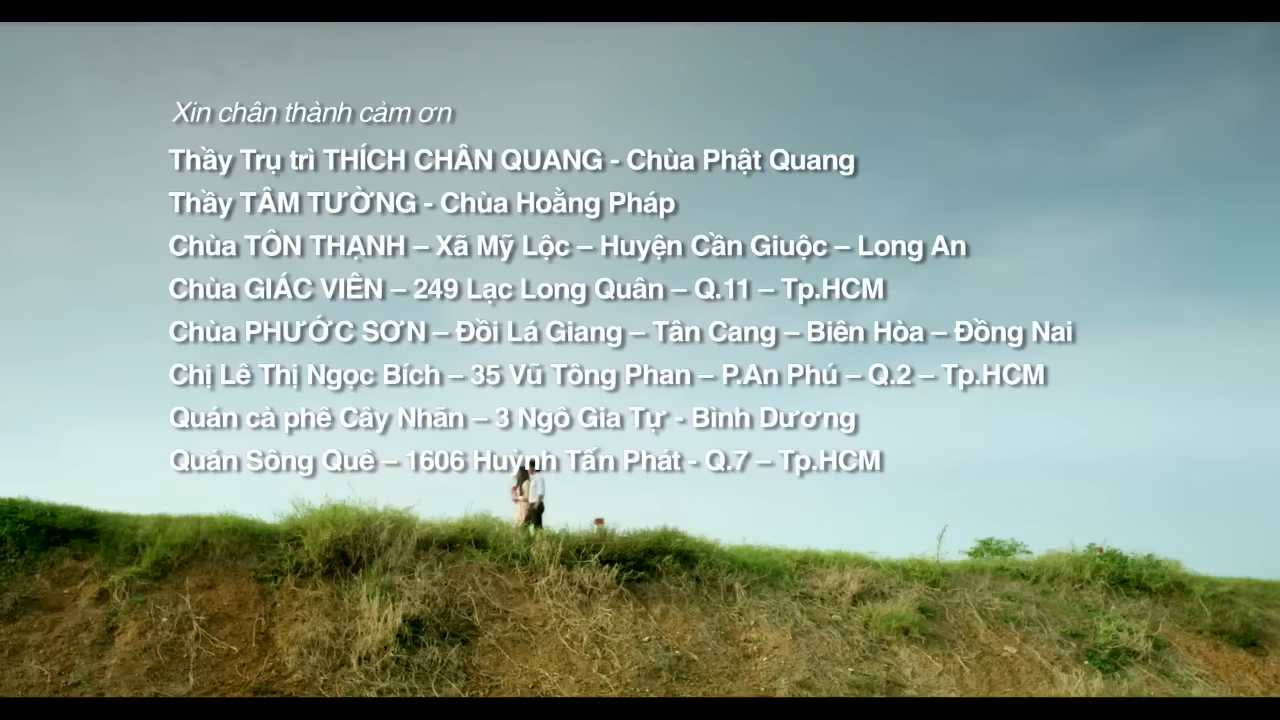 Xin chân thành cảm ơn
Thầy Trụ trì THÍCH CHÂN QUANG - Chùa Phật Quang
Thầy TÂM TƯỜNG - Chùa Hoằng Pháp
Chùa TÔN THẠNH – Xã Mỹ Lộc – Huyện Cần Giuộc – Long An
Chùa GIÁC VIÊN – 249 Lạc Long Quân – Q.11 – Tp.HCM
Chùa PHƯỚC SƠN – Đồi Lá Giang – Tân Cang – Biên Hòa – Đồng Nai
Chị Lê Thị Ngọc Bích – 35 Vũ Tông Phan – P.An Phú – Q.2 – Tp.HCM
Quán cà phê Cây Nhãn – 3 Ngô Gia Tự - Bình Dương
Quán Sông Quê – 1606 Huỳnh Tấn Phát - Q.7 – Tp.HCM